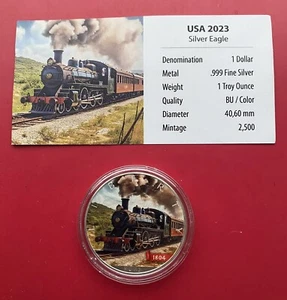 USA 2023
Silver Eagle
Denomination 1 Dollar
Metal .999 Fine Silver
Weight 1 Troy Ounce
Quality BU / Color
Diameter 40,60 mm
Mintage 2,500
1804